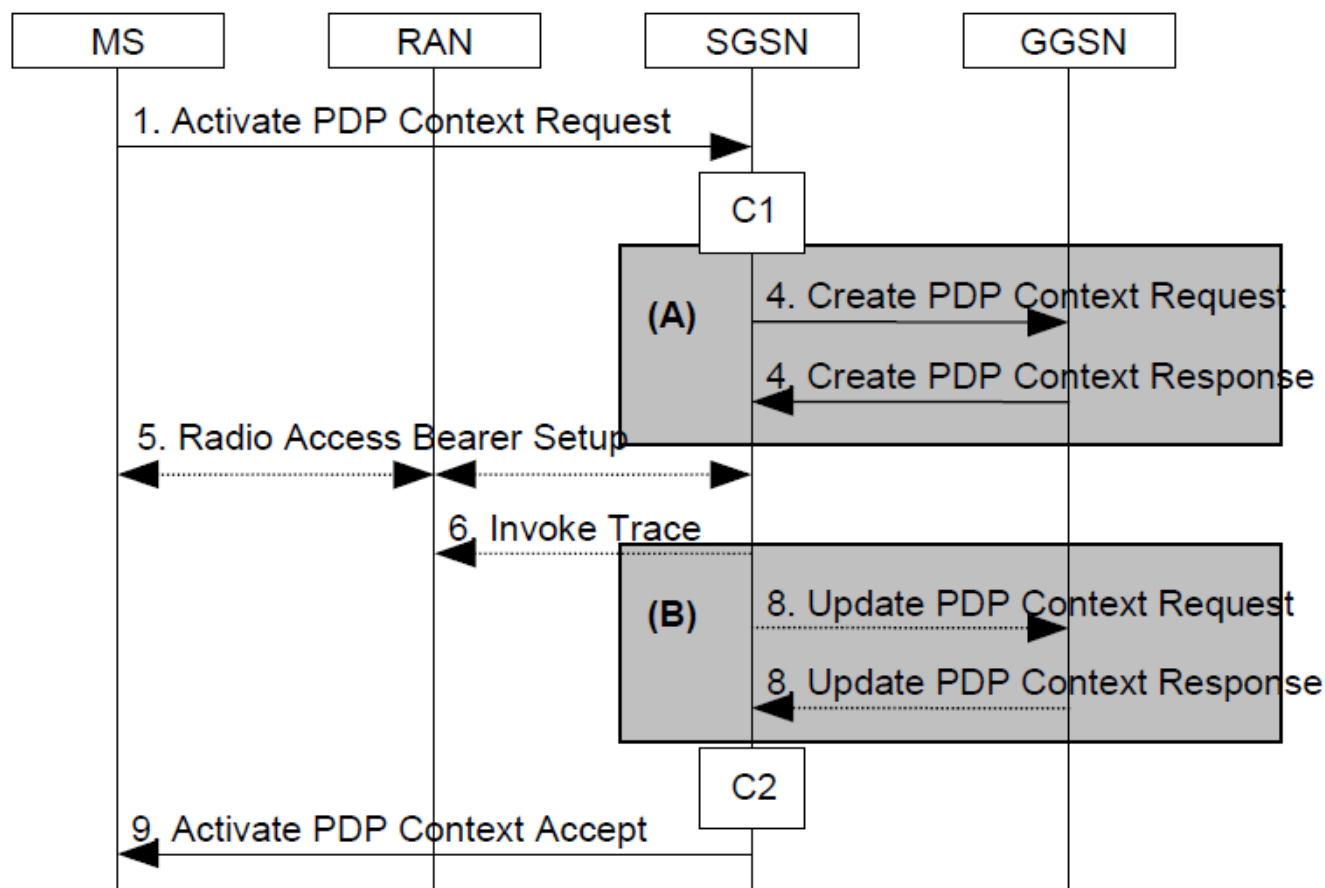 MS
RAN
SGSN
GGSN
1. Activate PDP Context Request
C1
(A)
4. Create PDP Context Request
4. Create PDP Context Response
5. Radio Access Bearer Setup
6. Invoke Trace
(B)
8. Update PDP Context Request
8. Update PDP Context Response
C2
9. Activate PDP Context Accept